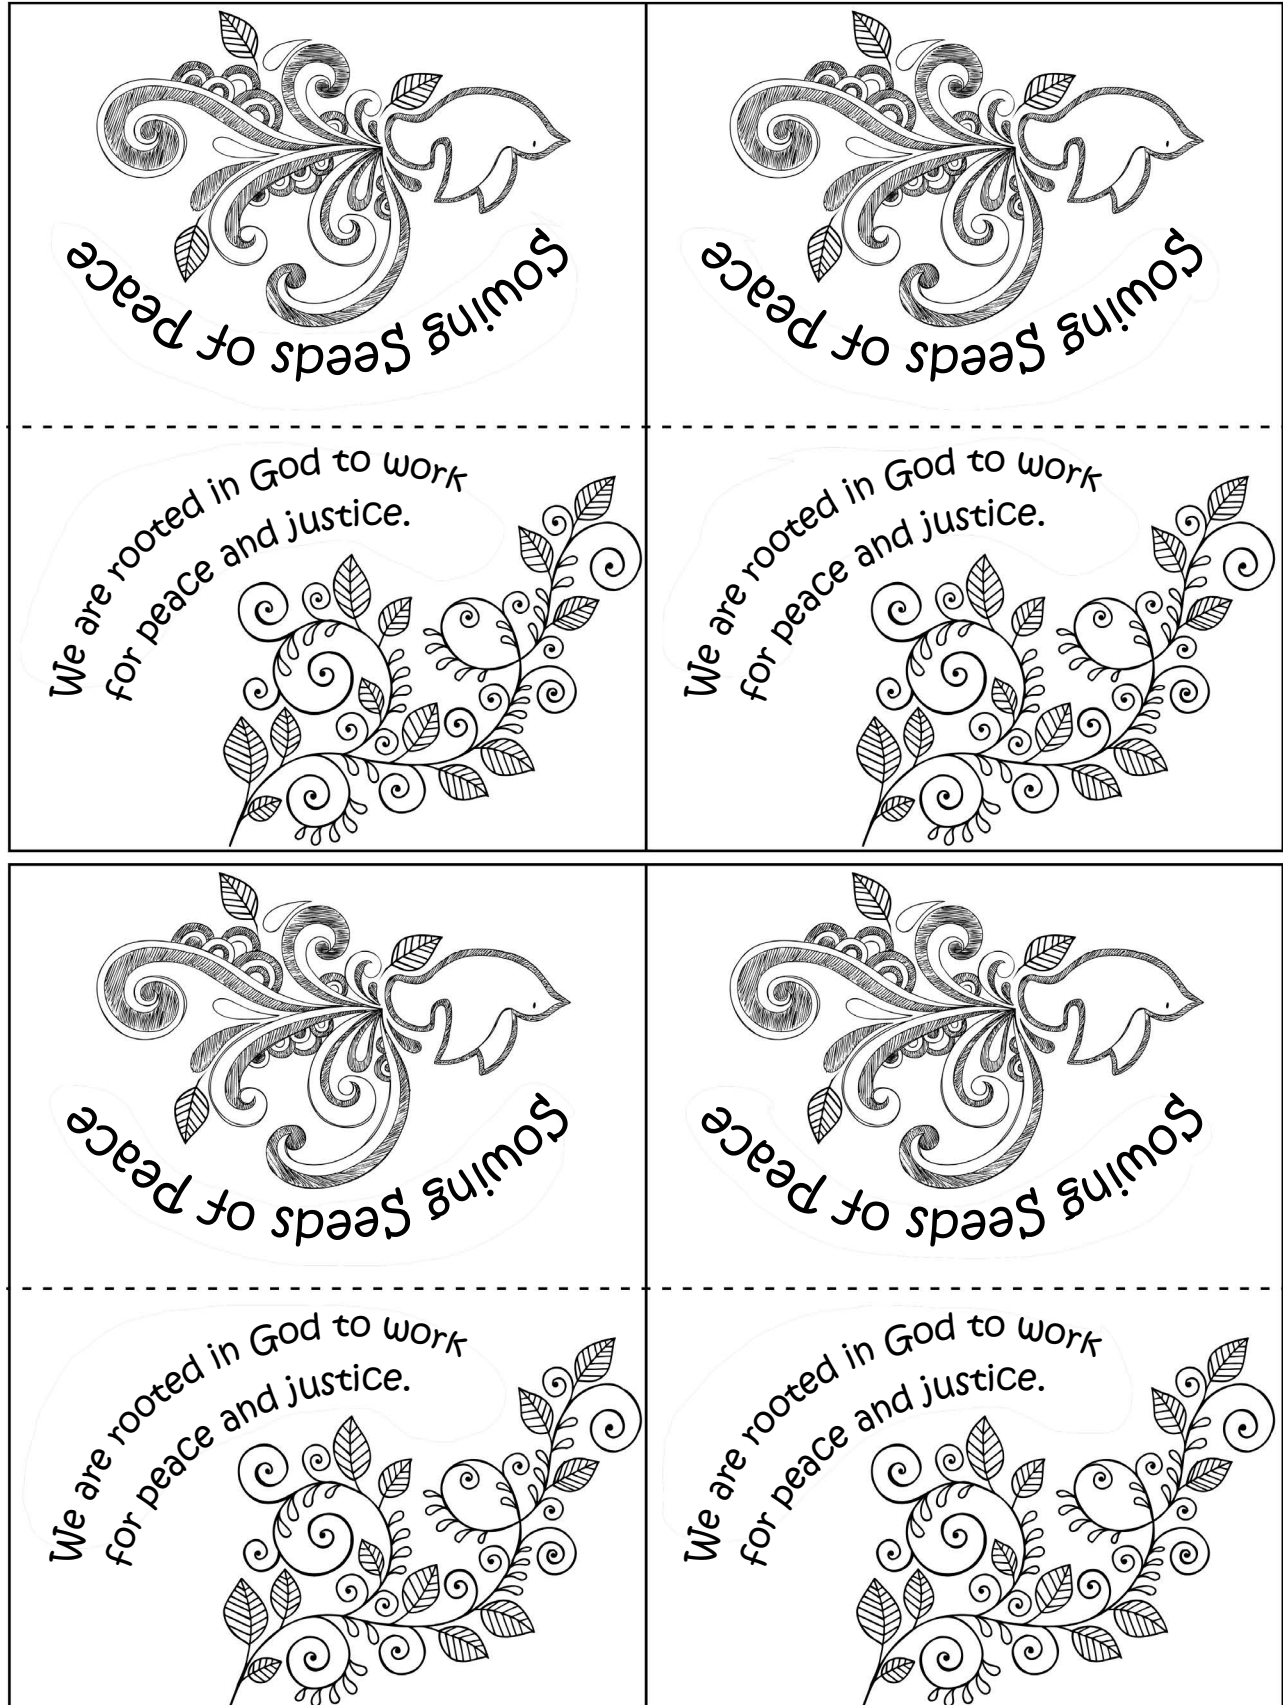 Sowing Seeds of Peace
Sowing Seeds of Peace
We are rooted in God to work
for peace and justice.
We are rooted in God to work
for peace and justice.
Sowing Seeds of Peace
Sowing Seeds of Peace
We are rooted in God to work
for peace and justice.
We are rooted in God to work
for peace and justice.